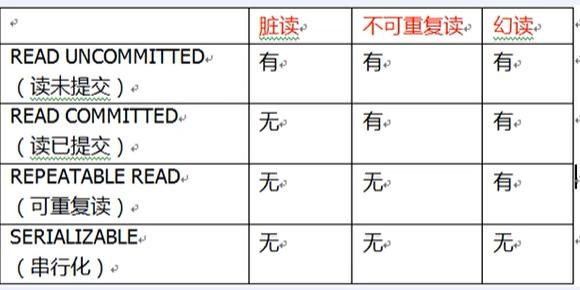 脏读 不可重复读 幻读
READ UNCOMMITTED
（读未提交） 有 有 有
READ COMMITTED
（读已提交） 无 有 有
REPEATABLE READ
（可重复读） 无 无 有
SERIALIZABLE
（串行化） 无 无 无